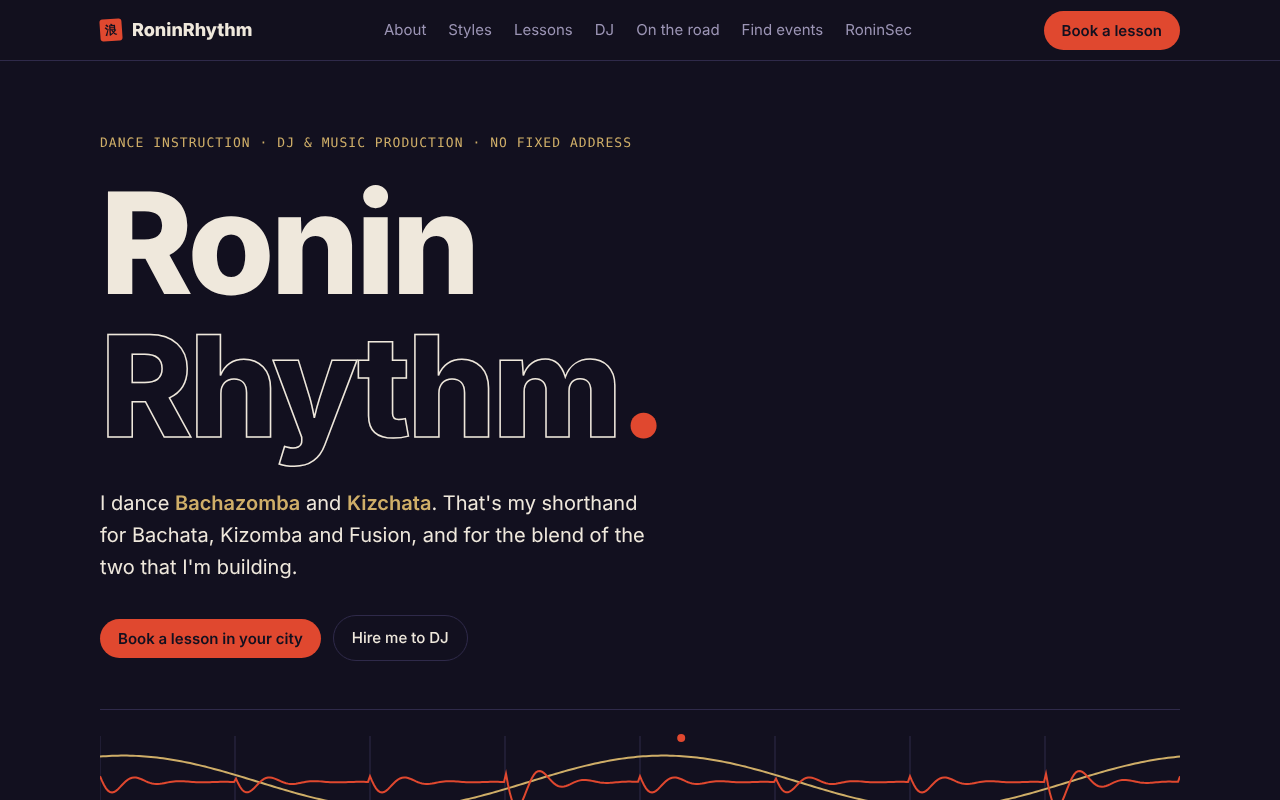 浪 RoninRhythm
About Styles Lessons DJ On the road Find events RoninSec
Book a lesson
DANCE INSTRUCTION · DJ & MUSIC PRODUCTION · NO FIXED ADDRESS
Ronin
Rhythm.
I dance Bachazomba and Kizchata. That's my shorthand
for Bachata, Kizomba and Fusion, and for the blend of the
two that I'm building.
Book a lesson in your city
Hire me to DJ